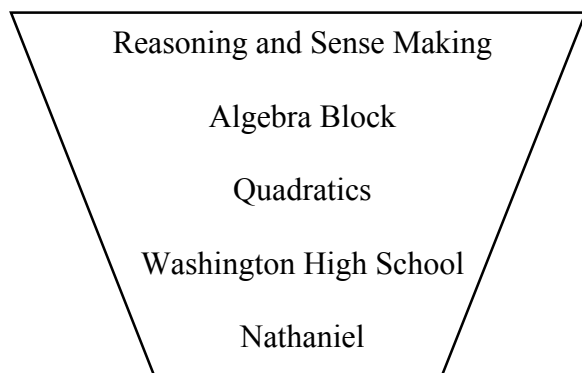 Reasoning and Sense Making
Algebra Block
Quadratics
Washington High School
Nathaniel